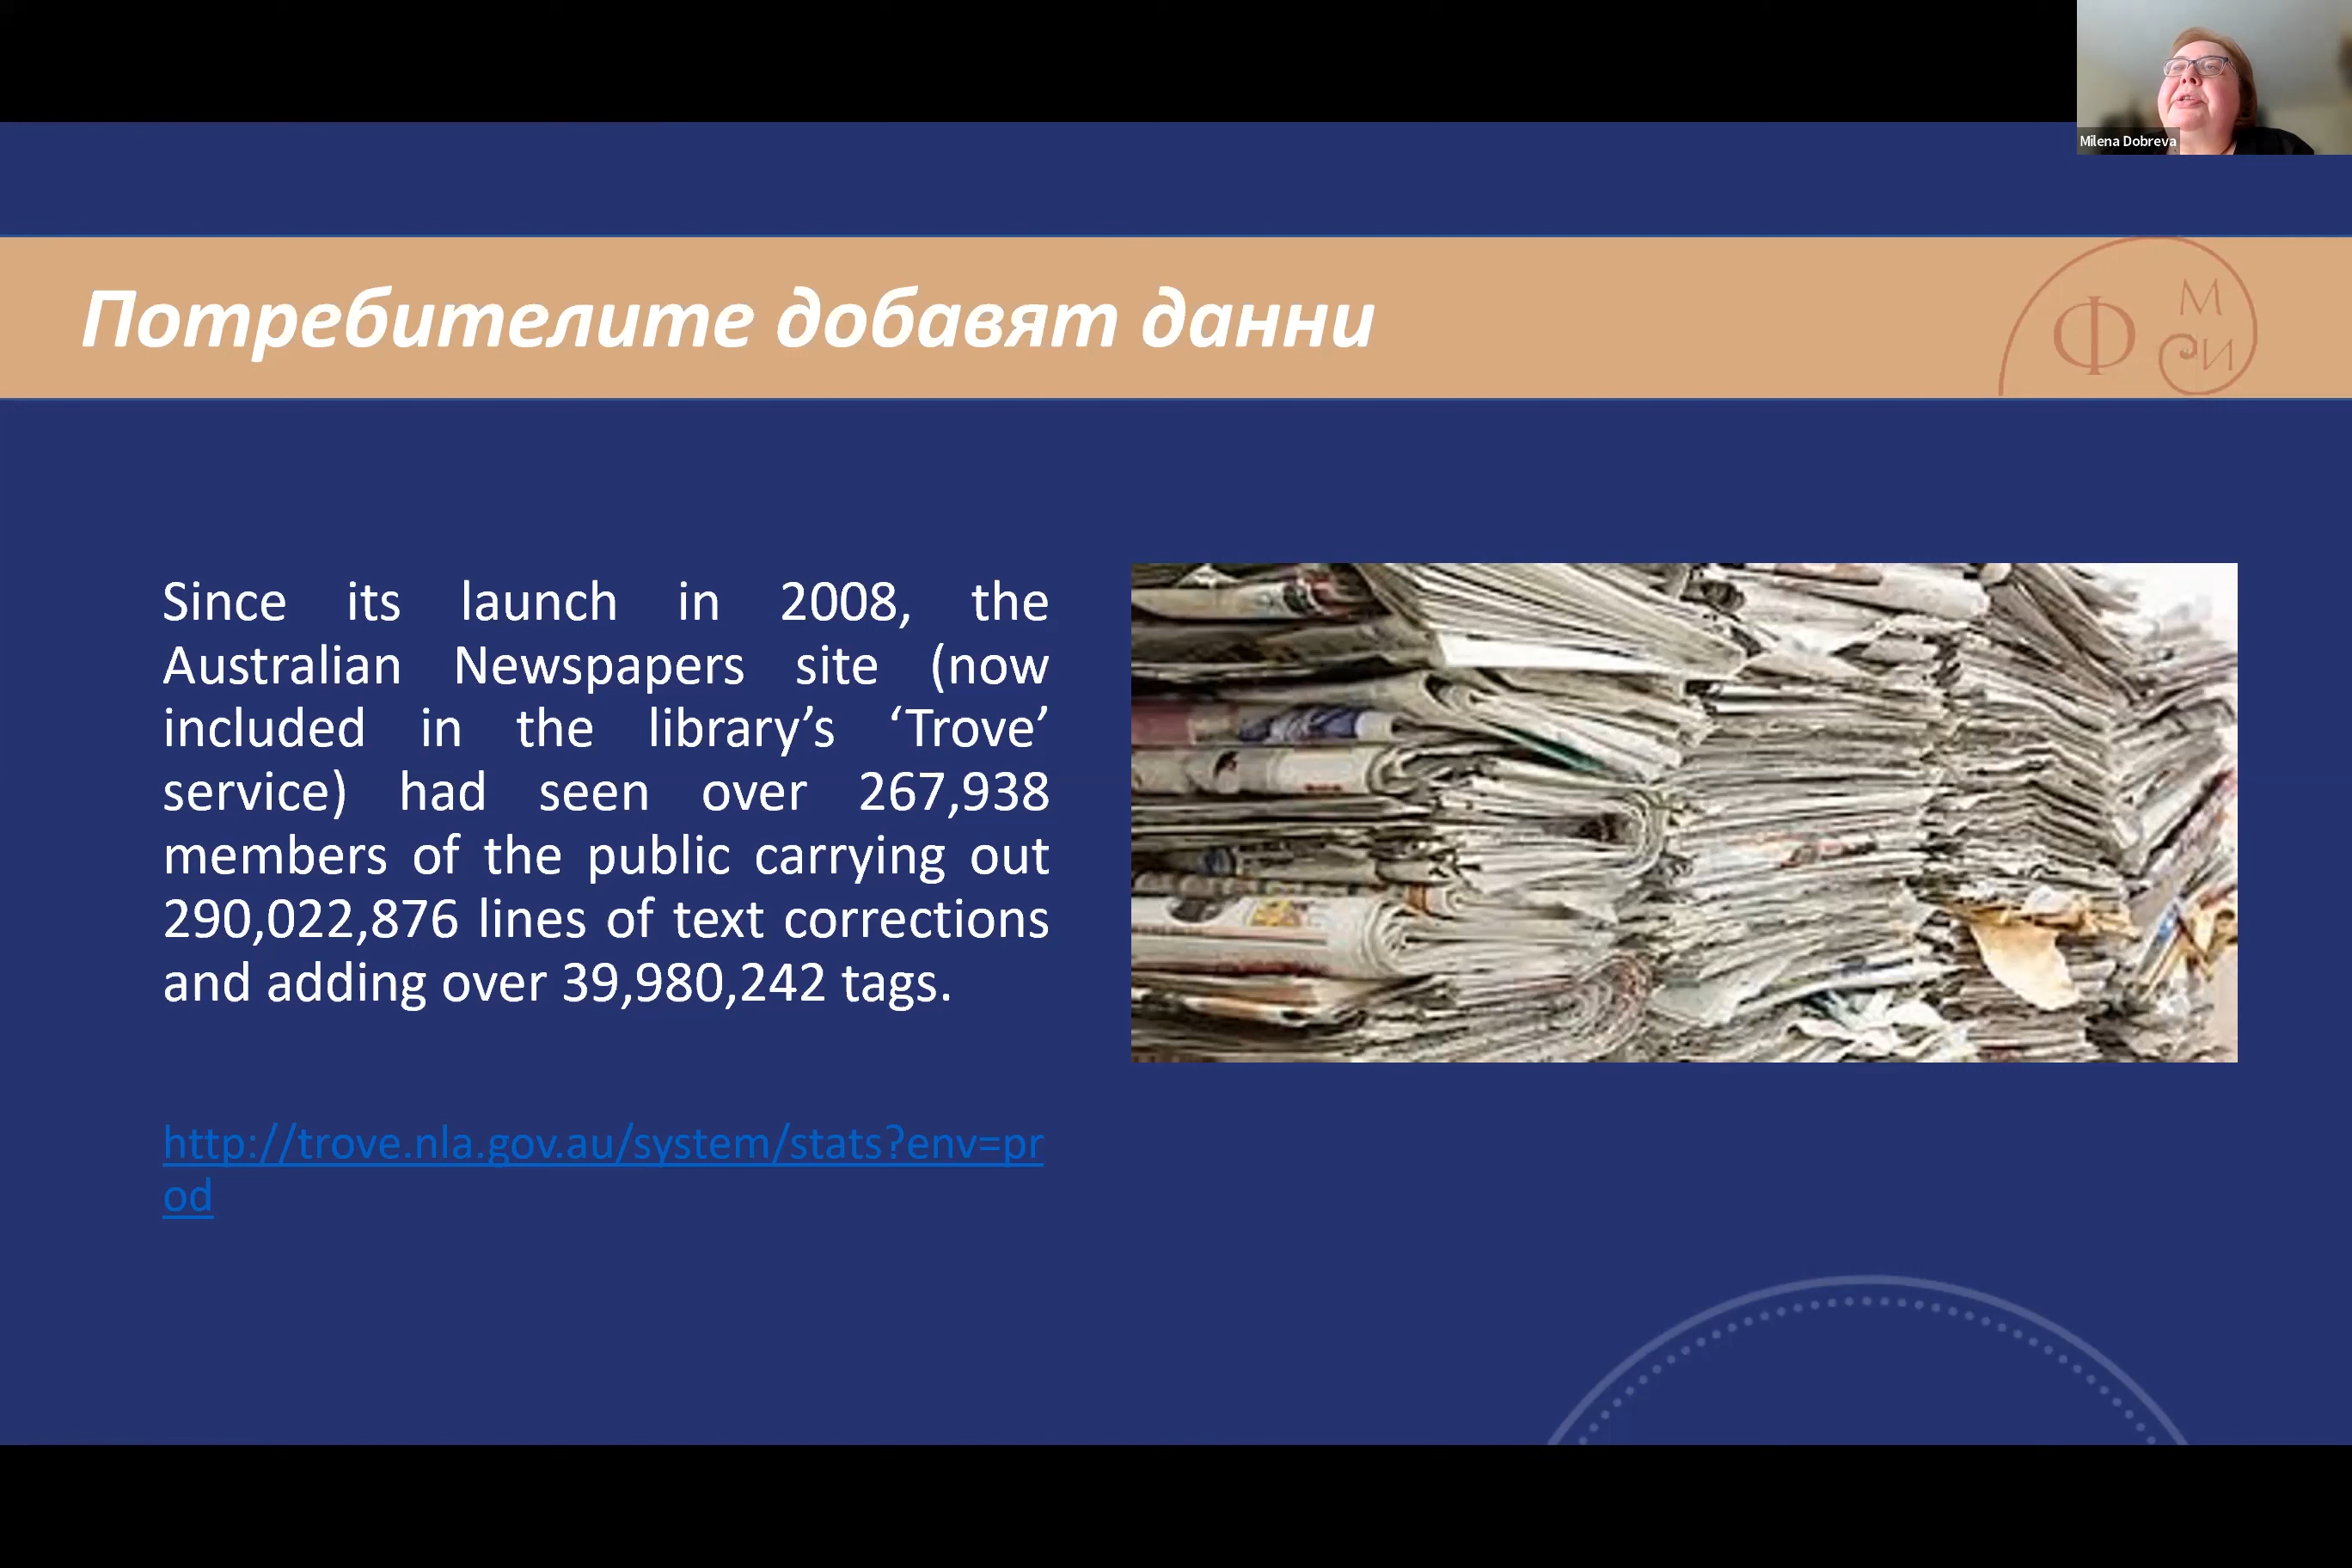 Milena Dobreva
Потребителите добавят данни
Ф
М
СИ
Since its launch in 2008, the
Australian Newspapers site (now
included in the library’s ‘Trove’
service) had seen over 267,938
members of the public carrying out
290,022,876 lines of text corrections
and adding over 39,980,242 tags.
http://trove.nla.gov.au/system/stats?env=pr
od